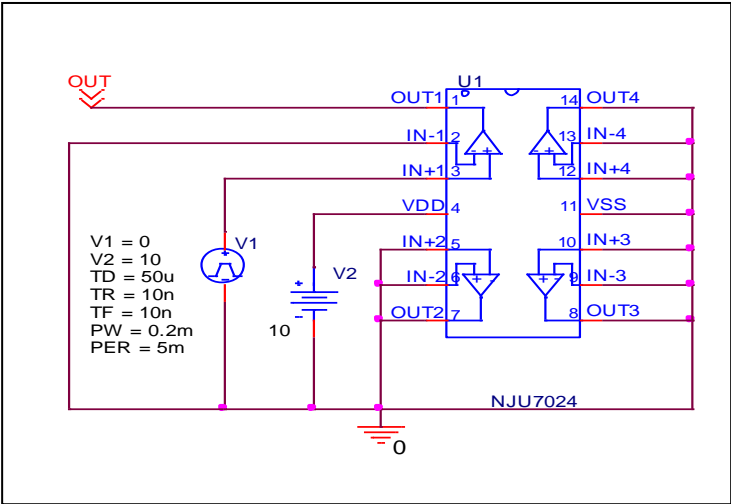 OUT
U1
OUT1 1 14 OUT4
IN-1 2 13 IN-4
IN+1 3 12 IN+4
VDD 4 11 VSS
IN+2 5 10 IN+3
IN-2 6 9 IN-3
OUT2 7 8 OUT3
NJU7024
V1
V1 = 0
V2 = 10
TD = 50u
TR = 10n
TF = 10n
PW = 0.2m
PER = 5m
V2
10
0